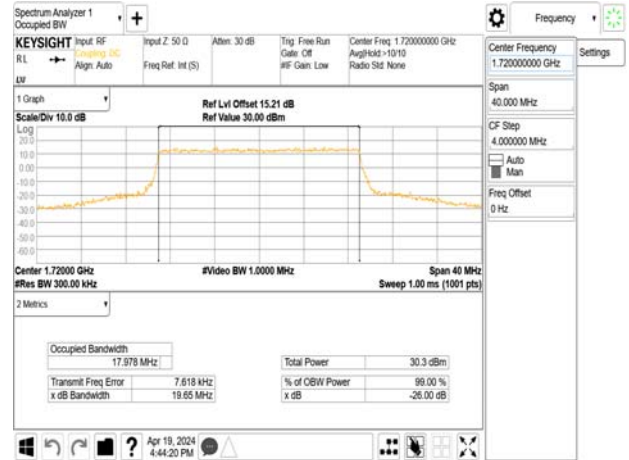 Spectrum Analyzer 1
Occupied BW
+
Frequency
KEYSIGHT
Input: RF
Coupling: DC
Align: Auto
Input Z: 50 Ω
Freq Ref: Int (S)
Atten: 30 dB
Trig: Free Run
Gate: Off
#IF Gain: Low
Center Freq: 1.720000000 GHz
Avg|Hold:>10/10
Radio Std: None
RL
Center Frequency
1.720000000 GHz
Settings
Span
40.000 MHz
CF Step
4.000000 MHz
Auto
Man
Freq Offset
0 Hz
1 Graph
Scale/Div 10.0 dB
Ref Lvl Offset 15.21 dB
Ref Value 30.00 dBm
Log
20.0
10.0
0.00
-10.0
-20.0
-30.0
-40.0
-50.0
-60.0
Center 1.72000 GHz
#Res BW 300.00 kHz
#Video BW 1.0000 MHz
Span 40 MHz
Sweep 1.00 ms (1001 pts)
2 Metrics
Occupied Bandwidth
17.978 MHz
Total Power 30.3 dBm
Transmit Freq Error 7.618 kHz
% of OBW Power 99.00 %
x dB Bandwidth 19.65 MHz
x dB -26.00 dB
?
Apr 19, 2024
4:44:20 PM